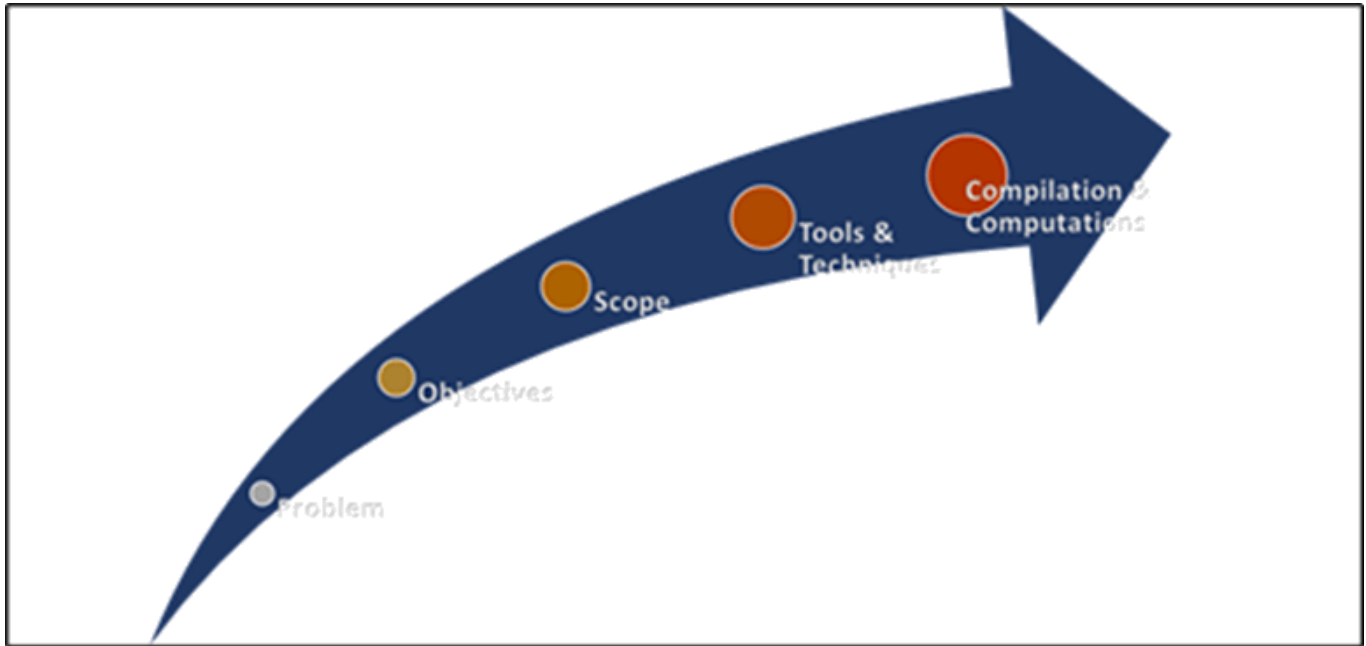 Compilation &
Computations
Tools &
Techniques
Scope
Objectives
Problem